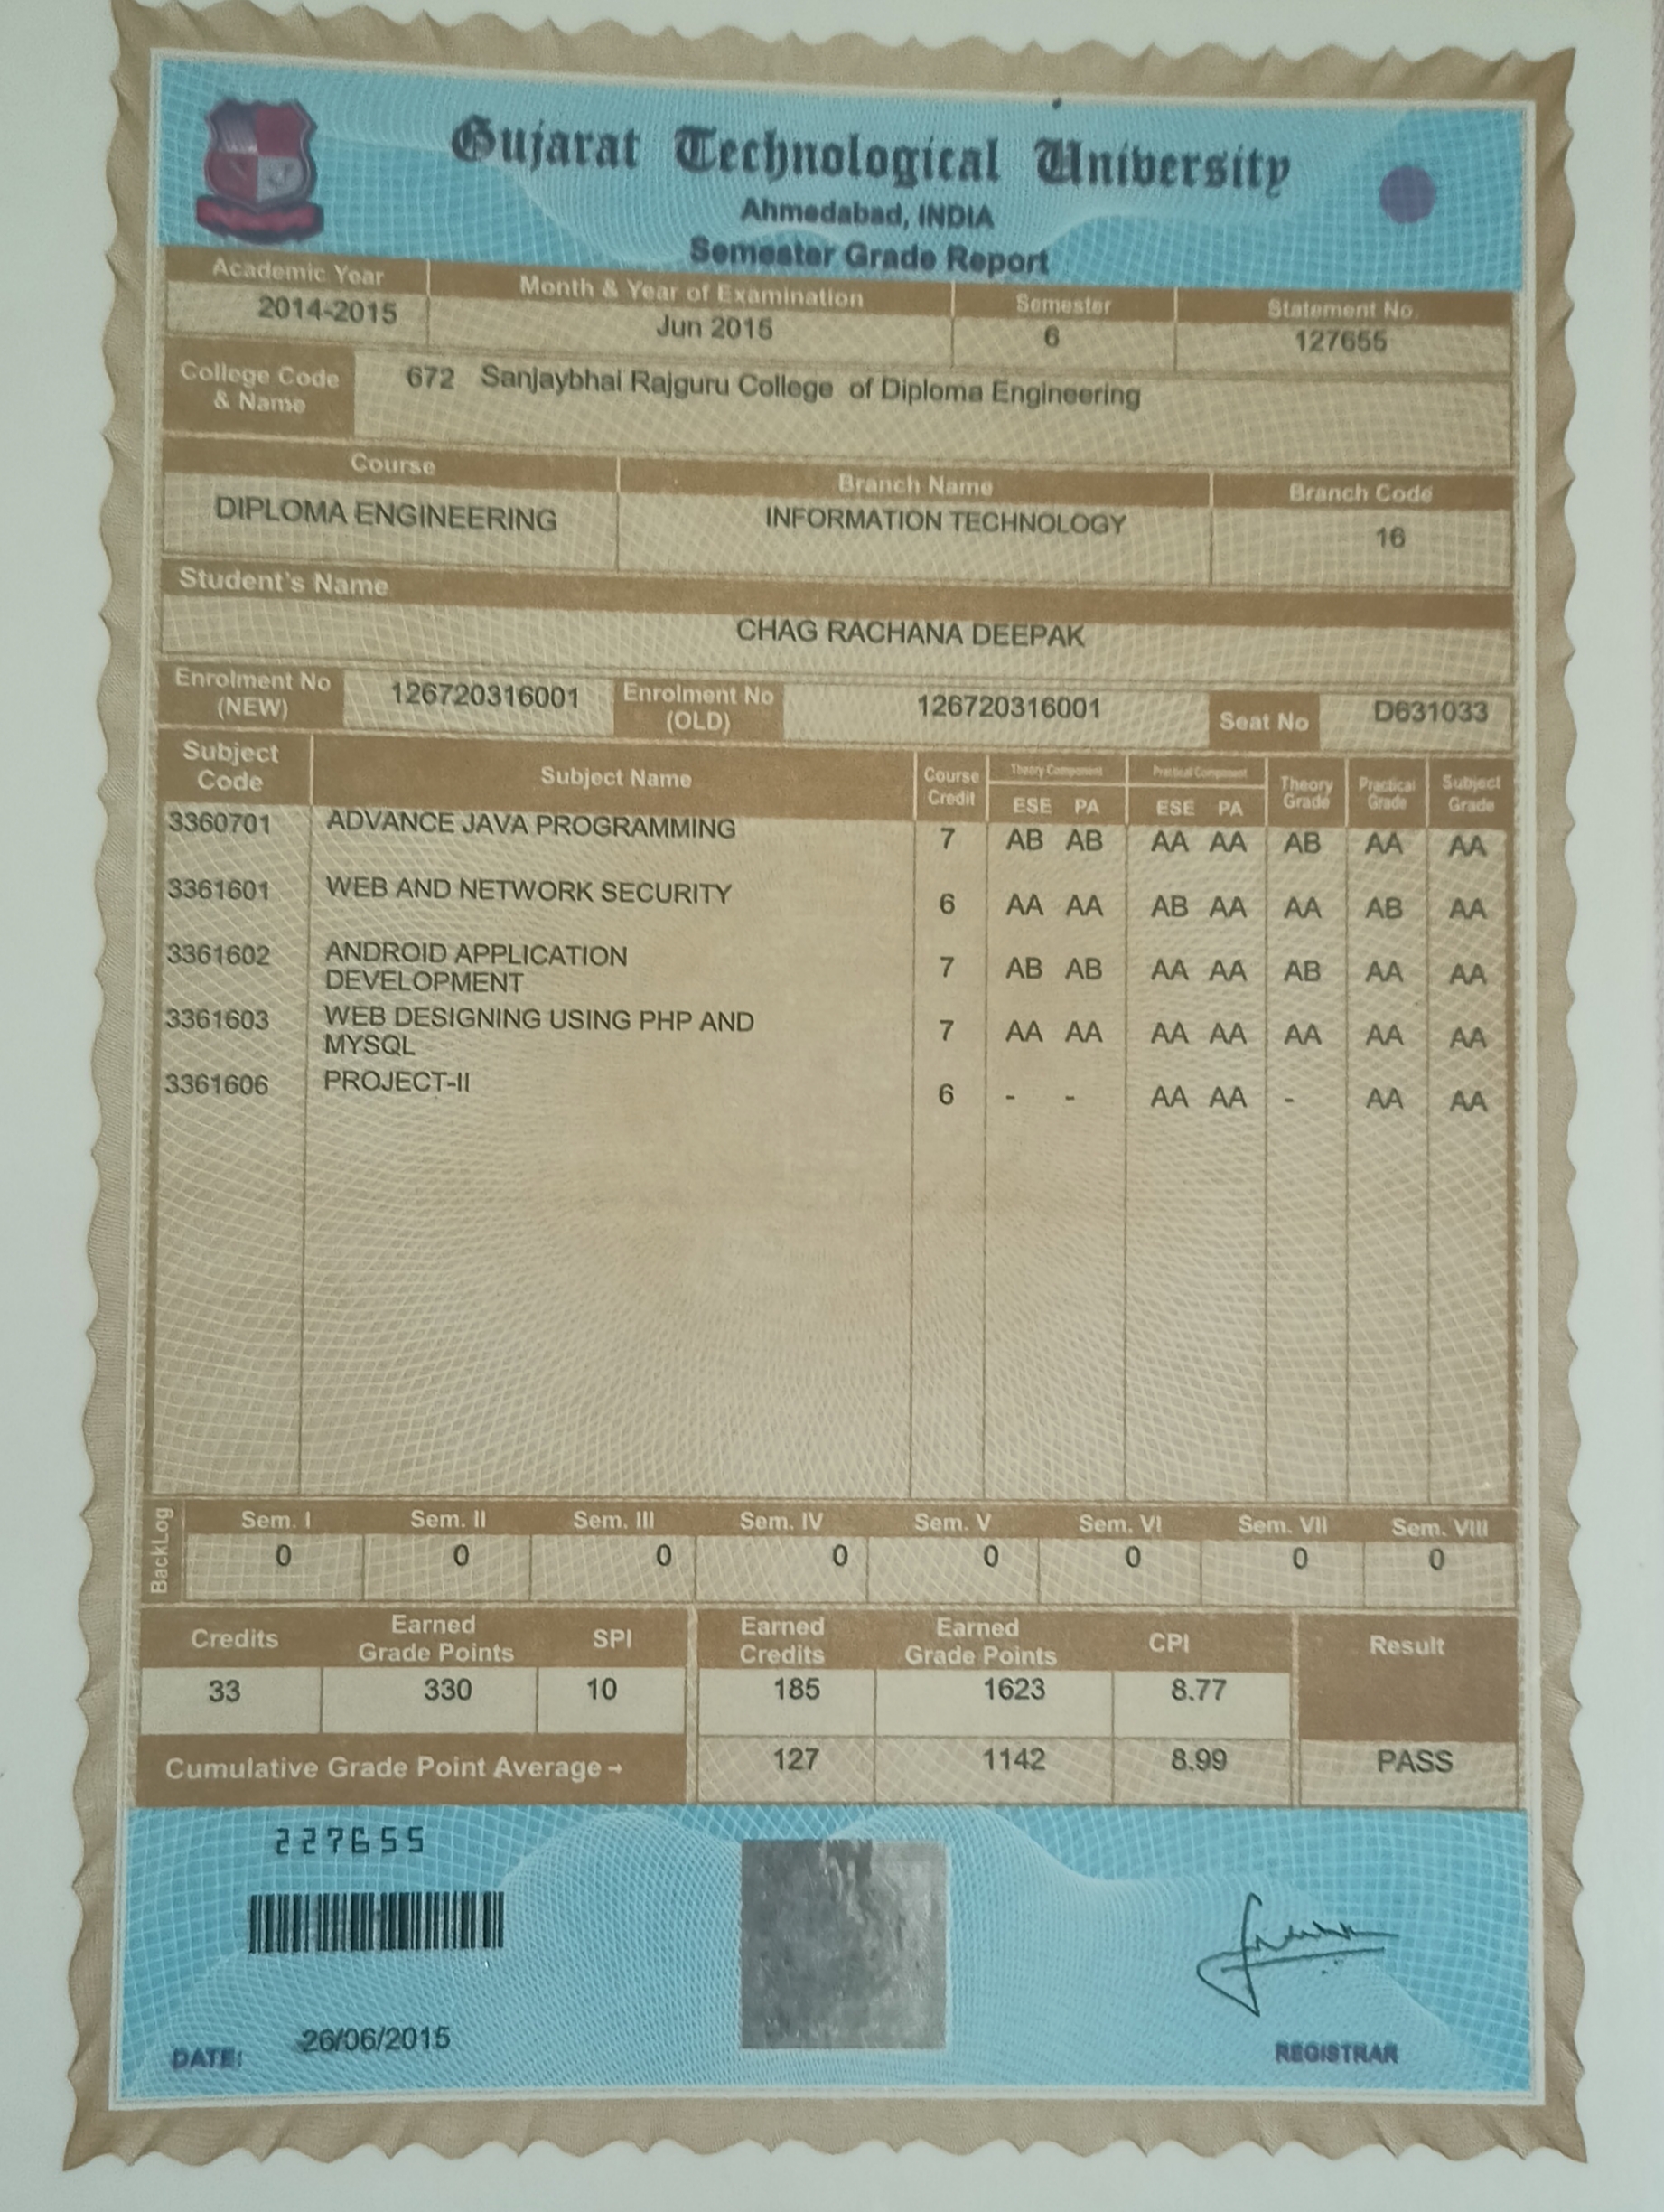 Gujarat Technological University
Ahmedabad, INDIA
Semester Grade Report
Academic Year Month & Year of Examination Semester Statement No.
2014-2015 Jun 2015 6 127655
College Code & Name 672 Sanjaybhai Rajguru College of Diploma Engineering
Course Branch Name Branch Code
DIPLOMA ENGINEERING INFORMATION TECHNOLOGY 16
Student's Name
CHAG RACHANA DEEPAK
Enrolment No (NEW) 126720316001 Enrolment No (OLD) 126720316001 Seat No D631033
Subject Code Subject Name Course Credit Theory Component Practical Component Theory Grade Practical Grade Subject Grade
ESE PA ESE PA
3360701 ADVANCE JAVA PROGRAMMING 7 AB AB AA AA AB AA AA
3361601 WEB AND NETWORK SECURITY 6 AA AA AB AA AA AB AA
3361602 ANDROID APPLICATION 7 AB AB AA AA AB AA AA
DEVELOPMENT
3361603 WEB DESIGNING USING PHP AND 7 AA AA AA AA AA AA AA
MYSQL
3361606 PROJECT-II 6 - - AA AA - AA AA
BackLog Sem. I Sem. II Sem. III Sem. IV Sem. V Sem. VI Sem. VII Sem. VIII
0 0 0 0 0 0 0 0
Credits Earned Grade Points SPI Earned Credits Earned Grade Points CPI Result
33 330 10 185 1623 8.77
Cumulative Grade Point Average → 127 1142 8.99 PASS
227655
DATE: 26/06/2015
REGISTRAR